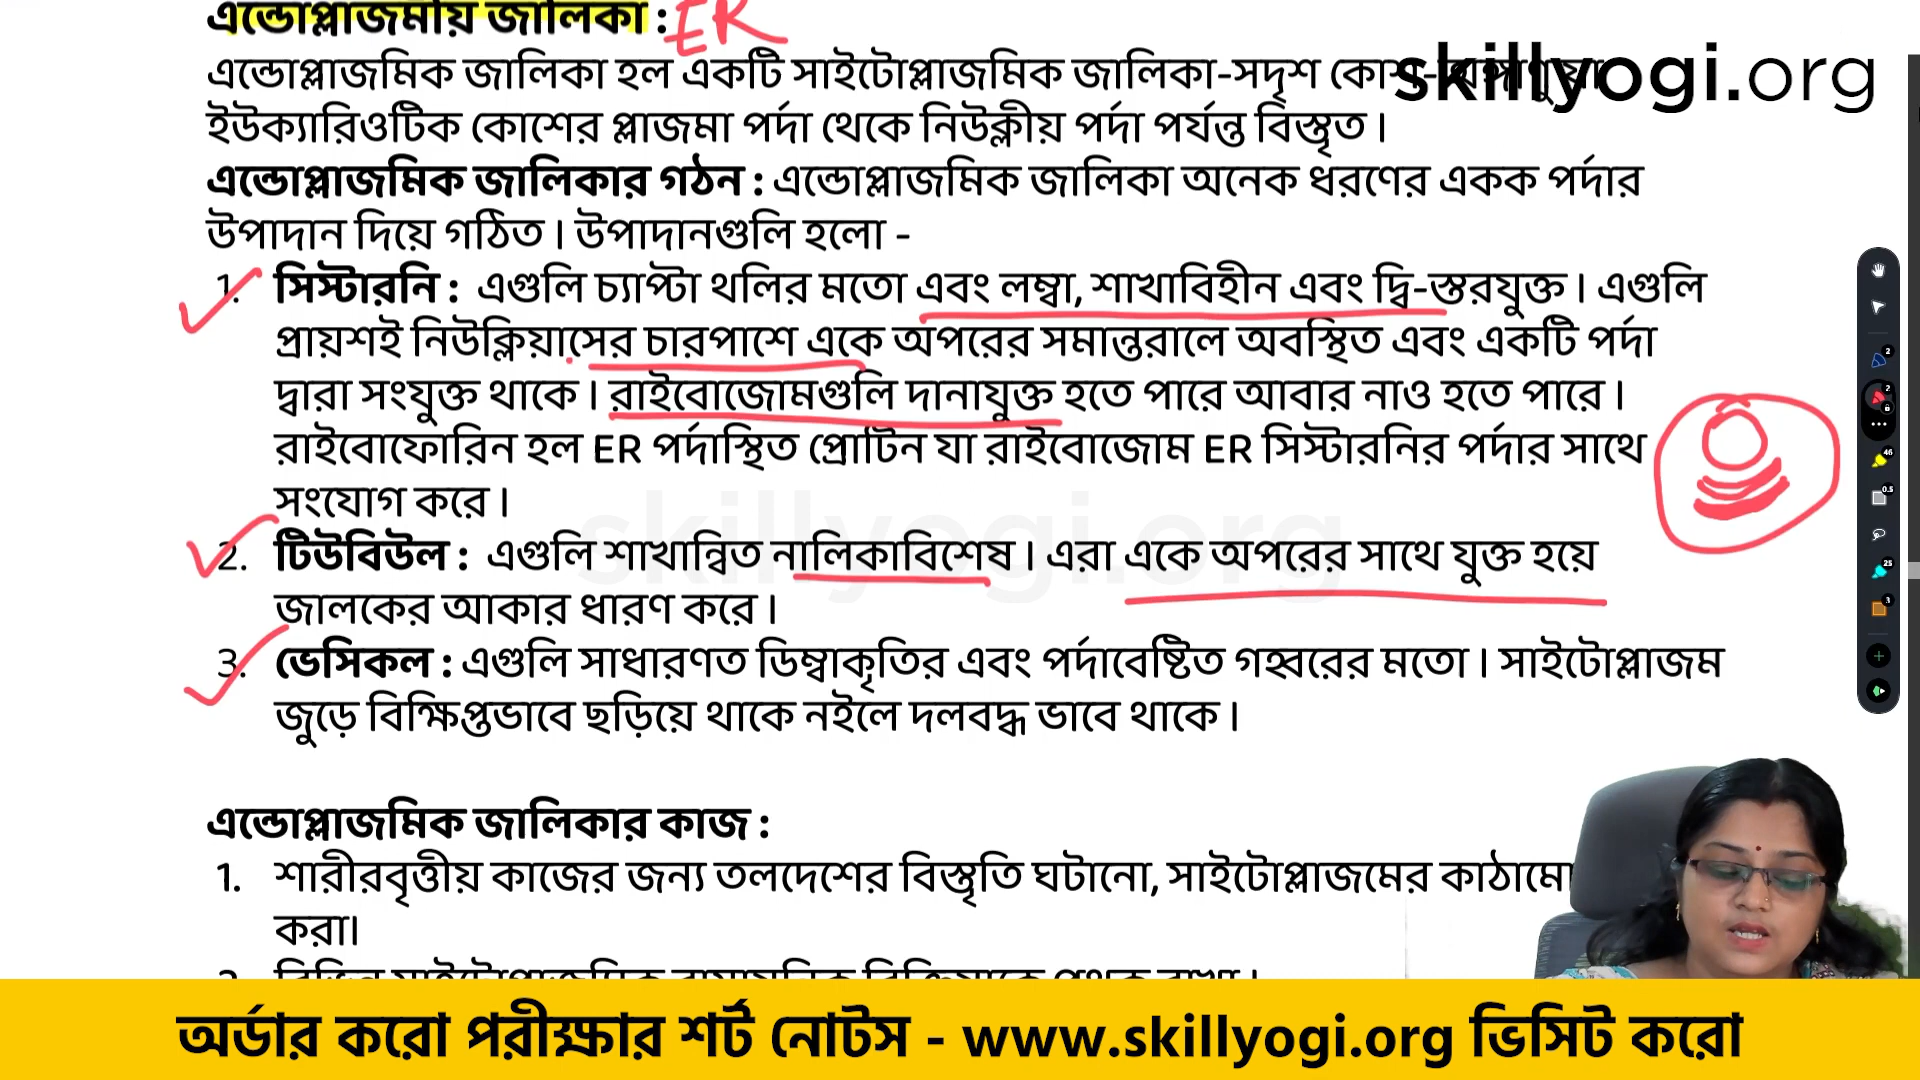 এন্ডোপ্লাজমীয় জালিকা : ER
skillyogi.org
এন্ডোপ্লাজমিক জালিকা হল একটি সাইটোপ্লাজমিক জালিকা-সদৃশ
ইউক্যারিওটিক কোশের প্লাজমা পর্দা থেকে নিউক্লীয় পর্দা পর্যন্ত বিস্তৃত ।
এন্ডোপ্লাজমিক জালিকার গঠন : এন্ডোপ্লাজমিক জালিকা অনেক ধরণের একক পর্দার
উপাদান দিয়ে গঠিত । উপাদানগুলি হলো -
1. সিস্টারনি : এগুলি চ্যাপ্টা থলির মতো এবং লম্বা, শাখাবিহীন এবং দ্বি-স্তরযুক্ত । এগুলি
প্রায়শই নিউক্লিয়াসের চারপাশে একে অপরের সমান্তরালে অবস্থিত এবং একটি পর্দা
দ্বারা সংযুক্ত থাকে । রাইবোজোমগুলি দানাযুক্ত হতে পারে আবার নাও হতে পারে ।
রাইবোফোরিন হল ER পর্দাস্থিত প্রোটিন যা রাইবোজোম ER সিস্টারনির পর্দার সাথে
সংযোগ করে ।
skillyogi.org
2. টিউবিউল : এগুলি শাখান্বিত নালিকাবিশেষ । এরা একে অপরের সাথে যুক্ত হয়ে
জালকের আকার ধারণ করে ।
3. ভেসিকল : এগুলি সাধারণত ডিম্বাকৃতির এবং পর্দাবেষ্টিত গহ্বরের মতো । সাইটোপ্লাজম
জুড়ে বিক্ষিপ্তভাবে ছড়িয়ে থাকে নইলে দলবদ্ধ ভাবে থাকে ।
এন্ডোপ্লাজমিক জালিকার কাজ :
1. শারীরবৃত্তীয় কাজের জন্য তলদেশের বিস্তৃতি ঘটানো, সাইটোপ্লাজমের কাঠামো
করা।
অর্ডার করো পরীক্ষার শর্ট নোটস - www.skillyogi.org ভিসিট করো